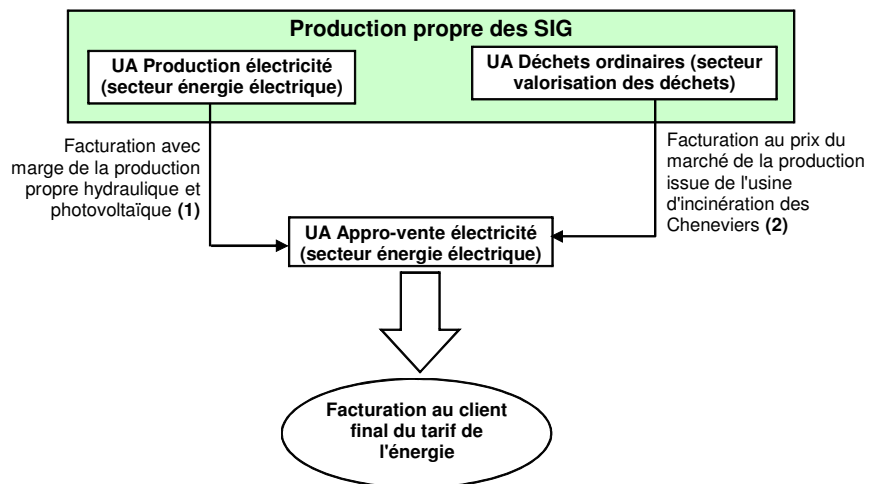 Production propre des SIG
UA Production électricité
(secteur énergie électrique)
UA Déchets ordinaires (secteur
valorisation des déchets)
Facturation avec
marge de la production
propre hydraulique et
photovoltaïque (1)
Facturation au prix du
marché de la production
issue de l'usine
d'incinération des
Cheneviers (2)
UA Appro-vente électricité
(secteur énergie électrique)
Facturation au client
final du tarif de
l'énergie